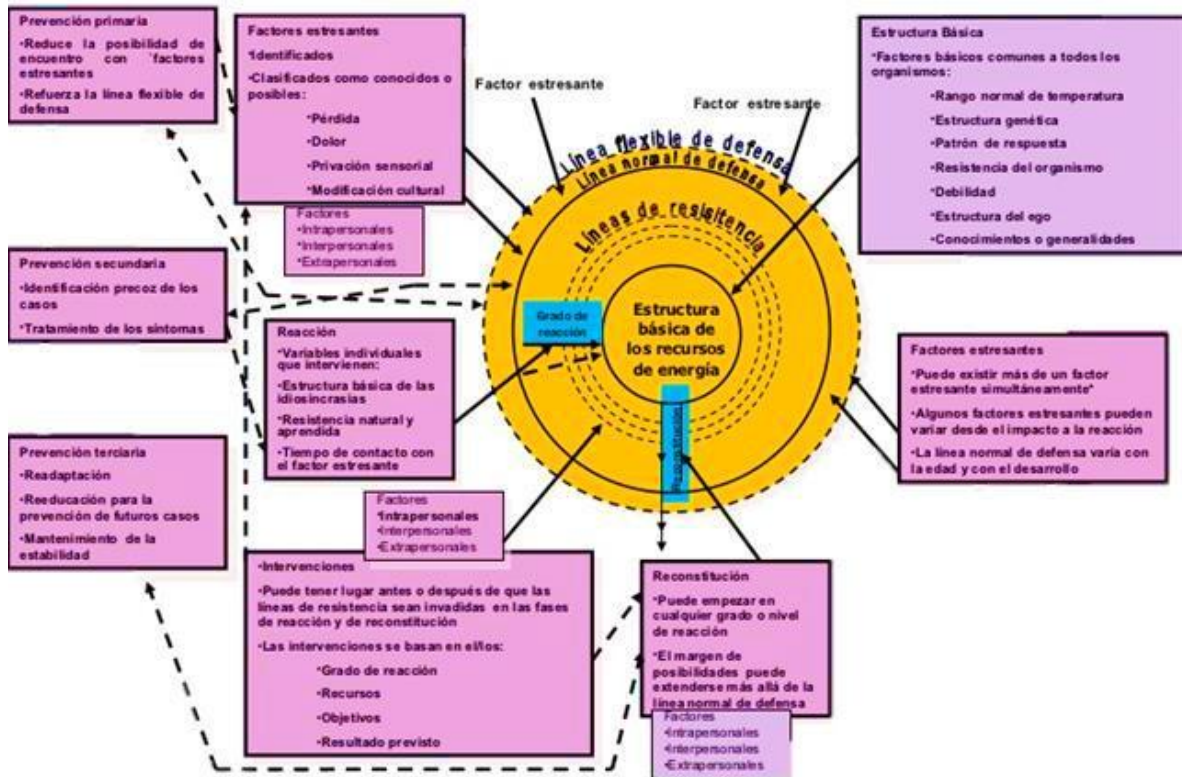 Prevención primaria
•Reduce la posibilidad de
encuentro con `factores
estresantes
•Refuerza la línea flexible de
defensa
Factores estresantes
•Identificados
•Clasificados como conocidos o
posibles:
•Pérdida
•Dolor
•Privación sensorial
•Modificación cultural
Factores
•Intrapersonales
•Interpersonales
•Extrapersonales
Factor estresante
Factor estresante
Estructura Básica
•Factores básicos comunes a todos los
organismos:
•Rango normal de temperatura
•Estructura genética
•Patrón de respuesta
•Resistencia del organismo
•Debilidad
•Estructura del ego
•Conocimientos o generalidades
Línea flexible de defensa
Línea normal de defensa
Líneas de resisitencia
Estructura
básica de
los recursos
de energía
Grado de
reacción
Reconstitución
Prevención secundaria
•Identificación precoz de los
casos
•Tratamiento de los síntomas
Reacción
•Variables individuales
que intervienen:
•Estructura básica de las
idiosincrasias
•Resistencia natural y
aprendida
•Tiempo de contacto con
el factor estresante
Factores estresantes
•Puede existir más de un factor
estresante simultáneamente*
•Algunos factores estresantes pueden
variar desde el impacto a la reacción
•La línea normal de defensa varía con
la edad y con el desarrollo
Prevención terciaria
•Readaptación
•Reeducación para la
prevención de futuros casos
•Mantenimiento de la
estabilidad
Factores
•Intrapersonales
•Interpersonales
•Extrapersonales
•Intervenciones
•Puede tener lugar antes o después de que las
líneas de resistencia sean invadidas en las fases
de reacción y de reconstitución
•Las intervenciones se basan en el/los:
•Grado de reacción
•Recursos
•Objetivos
•Resultado previsto
Reconstitución
•Puede empezar en
cualquier grado o nivel
de reacción
•El margen de
posibilidades puede
extenderse más allá de la
línea normal de defensa
Factores
•Intrapersonales
•Interpersonales
•Extrapersonales